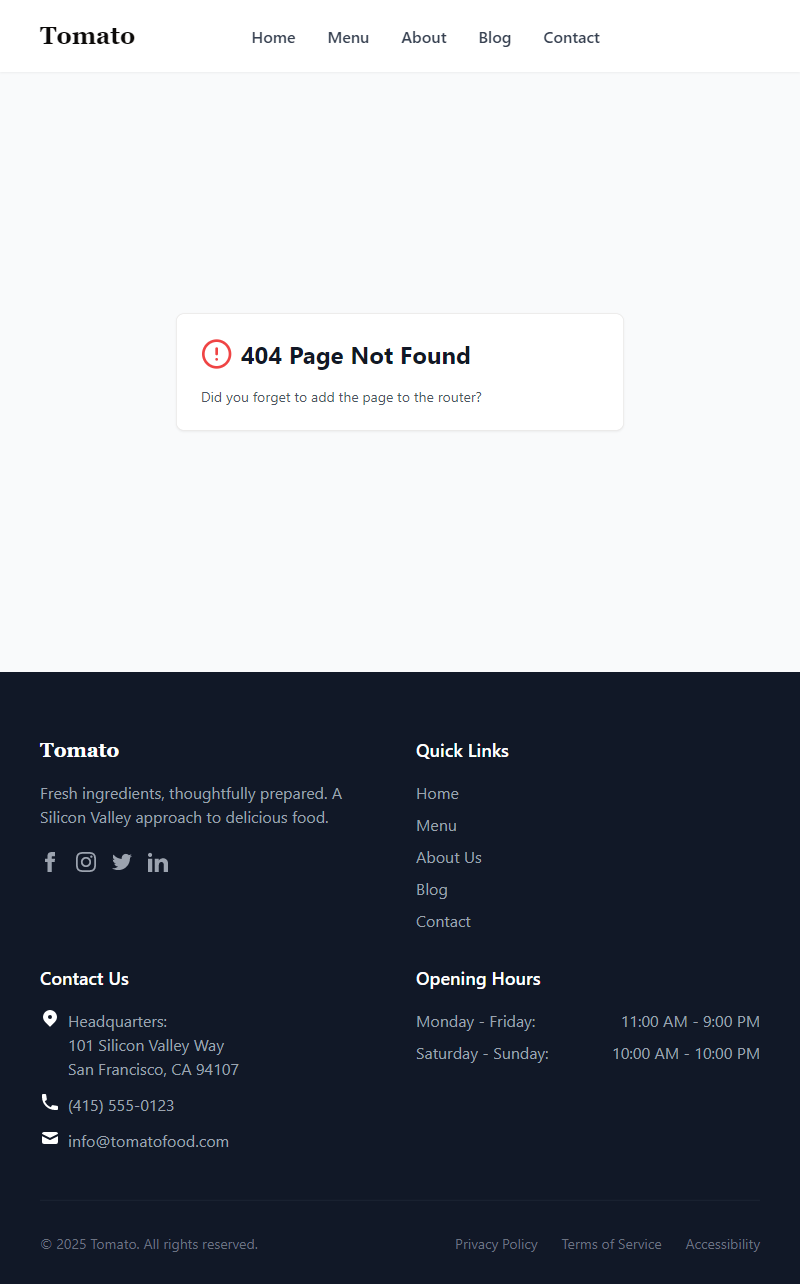 Tomato
Home Menu About Blog Contact
404 Page Not Found
Did you forget to add the page to the router?
Tomato
Fresh ingredients, thoughtfully prepared. A
Silicon Valley approach to delicious food.
Quick Links
Home
Menu
About Us
Blog
Contact
Contact Us
Headquarters:
101 Silicon Valley Way
San Francisco, CA 94107
(415) 555-0123
info@tomatofood.com
Opening Hours
Monday - Friday: 11:00 AM - 9:00 PM
Saturday - Sunday: 10:00 AM - 10:00 PM
© 2025 Tomato. All rights reserved.
Privacy Policy Terms of Service Accessibility